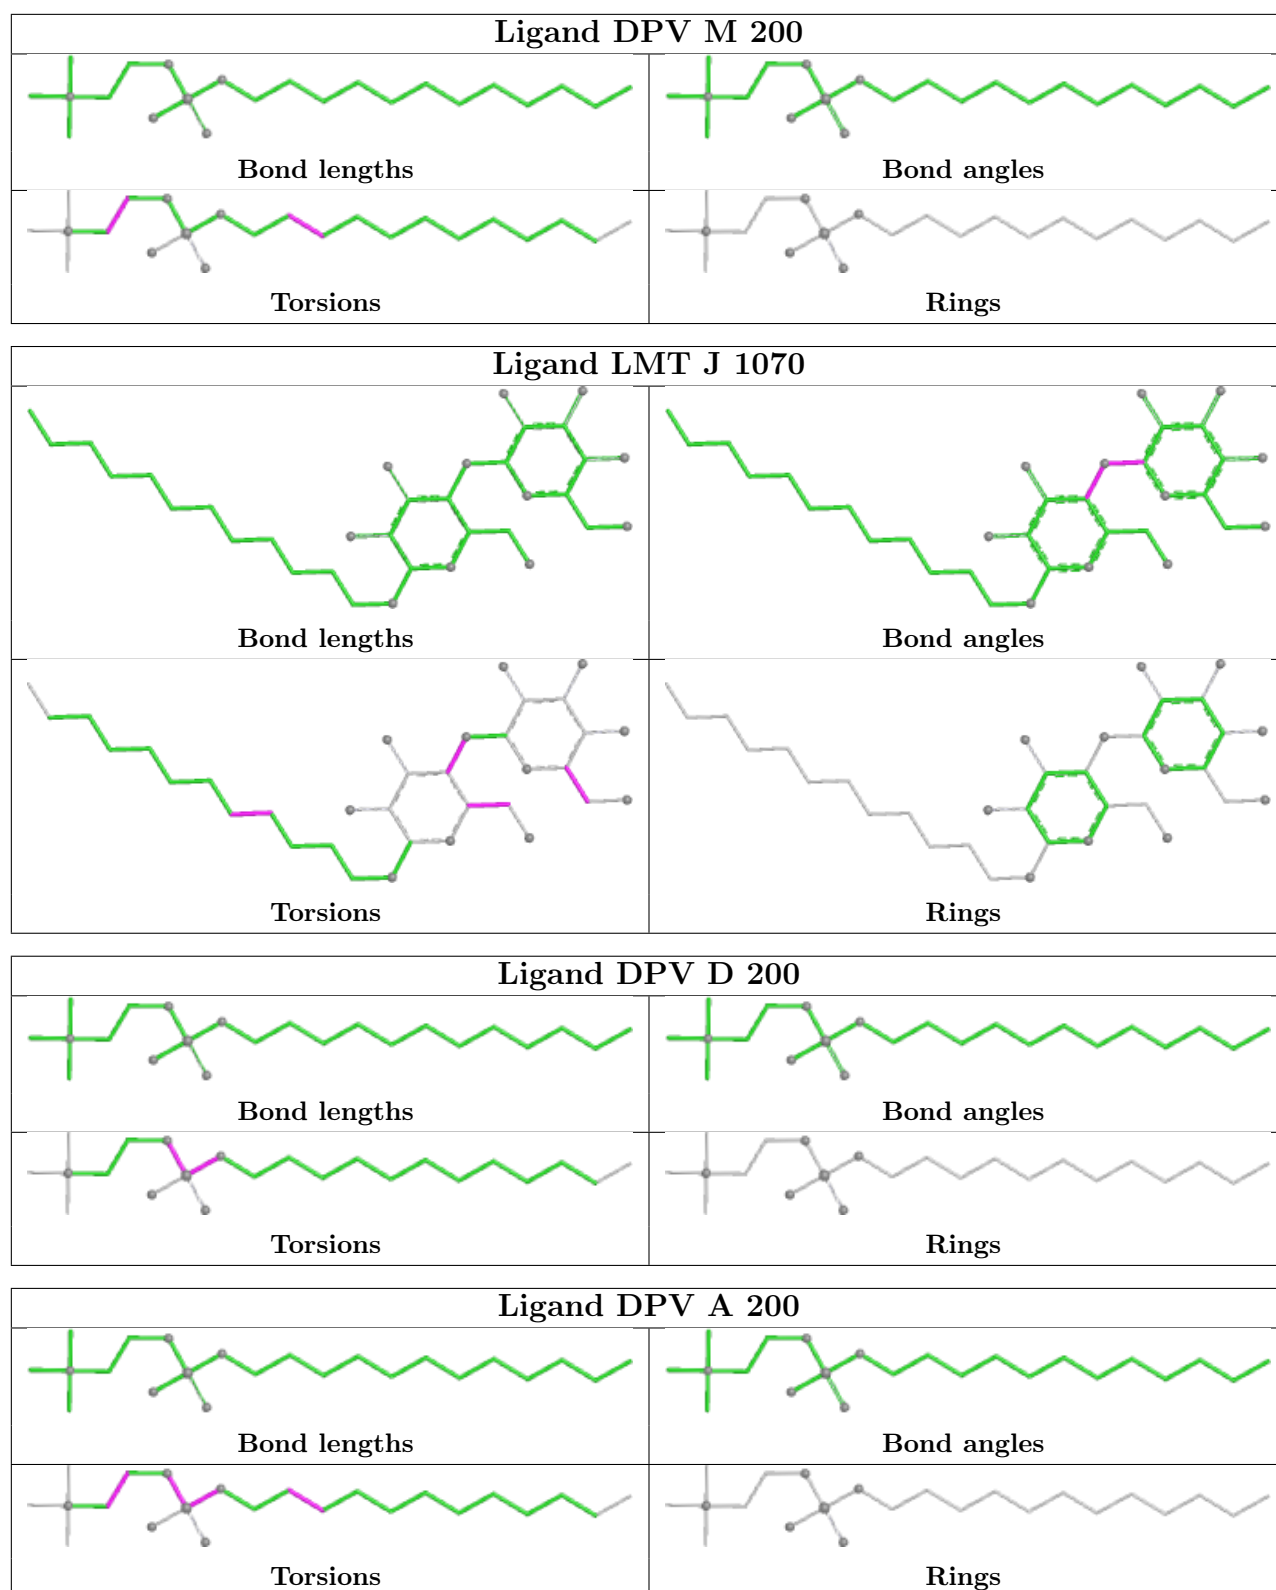 Ligand DPV M 200
Bond lengths
Bond angles
Torsions
Rings
Ligand LMT J 1070
Bond lengths
Bond angles
Torsions
Rings
Ligand DPV D 200
Bond lengths
Bond angles
Torsions
Rings
Ligand DPV A 200
Bond lengths
Bond angles
Torsions
Rings